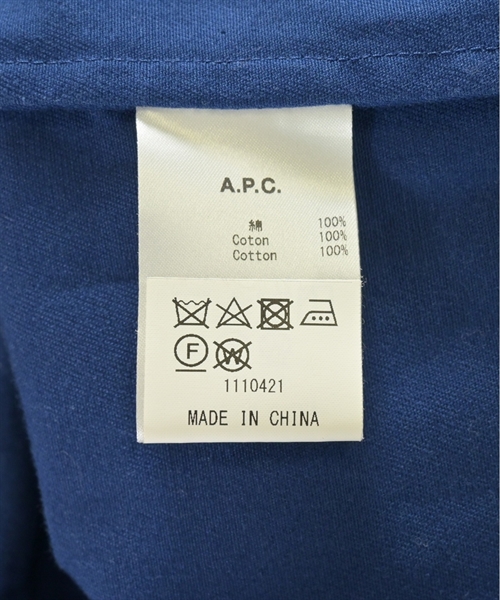 A.P.C.
綿 100%
Coton 100%
Cotton 100%
F W
1110421
MADE IN CHINA